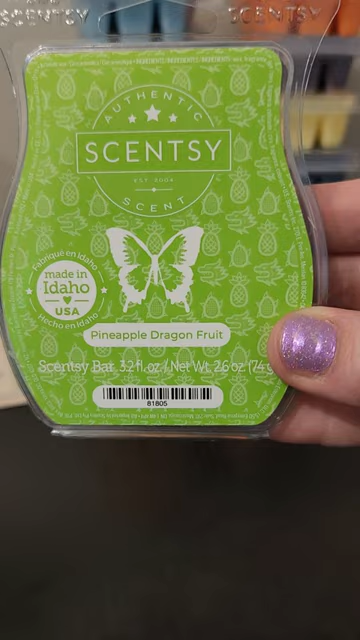 SCENTSY
SCENTSY
AUTHENTIC
SCENTSY
EST. 2004
SCENT
Fabriqué en Idaho
made in
Idaho
USA
Hecho en Idaho
Pineapple Dragon Fruit
Scentsy Bar, 3.2 fl. oz. / Net Wt. 2.6 oz (74 g
81805